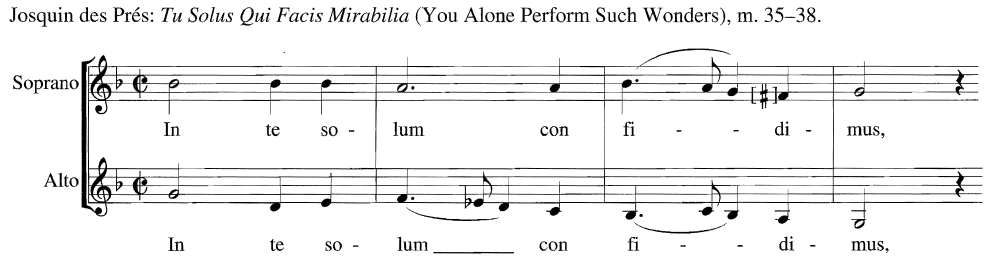 Josquin des Prés: Tu Solus Qui Facis Mirabilia (You Alone Perform Such Wonders), m. 35–38.
Soprano
In te so - lum con fi - - di - mus,
Alto
In te so - lum ________ con fi - - di - mus,